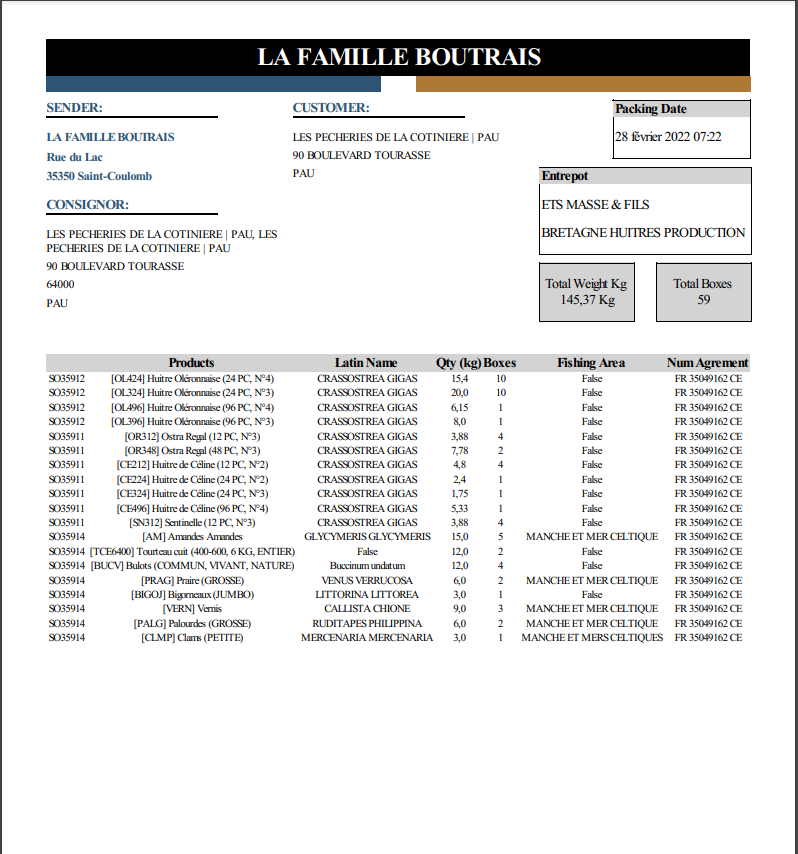 LA FAMILLE BOUTRAIS
SENDER:
LA FAMILLE BOUTRAIS
Rue du Lac
35350 Saint-Coulomb
CONSIGNOR:
LES PECHERIES DE LA COTINIERE | PAU, LES
PECHERIES DE LA COTINIERE | PAU
90 BOULEVARD TOURASSE
64000
PAU
CUSTOMER:
LES PECHERIES DE LA COTINIERE | PAU
90 BOULEVARD TOURASSE
PAU
Packing Date
28 février 2022 07:22
Entrepot
ETS MASSE & FILS
BRETAGNE HUITRES PRODUCTION
Total Weight Kg
145,37 Kg
Total Boxes
59
Products Latin Name Qty (kg) Boxes Fishing Area Num Agrement
SO35912 [OL424] Huitre Oléronnaise (24 PC, N°4) CRASSOSTREA GIGAS 15,4 10 False FR 35049162 CE
SO35912 [OL324] Huitre Oléronnaise (24 PC, N°3) CRASSOSTREA GIGAS 20,0 10 False FR 35049162 CE
SO35912 [OL496] Huitre Oléronnaise (96 PC, N°4) CRASSOSTREA GIGAS 6,15 1 False FR 35049162 CE
SO35912 [OL396] Huitre Oléronnaise (96 PC, N°3) CRASSOSTREA GIGAS 8,0 1 False FR 35049162 CE
SO35911 [OR312] Ostra Regal (12 PC, N°3) CRASSOSTREA GIGAS 3,88 4 False FR 35049162 CE
SO35911 [OR348] Ostra Regal (48 PC, N°3) CRASSOSTREA GIGAS 7,78 2 False FR 35049162 CE
SO35911 [CE212] Huitre de Céline (12 PC, N°2) CRASSOSTREA GIGAS 4,8 4 False FR 35049162 CE
SO35911 [CE224] Huitre de Céline (24 PC, N°2) CRASSOSTREA GIGAS 2,4 1 False FR 35049162 CE
SO35911 [CE324] Huitre de Céline (24 PC, N°3) CRASSOSTREA GIGAS 1,75 1 False FR 35049162 CE
SO35911 [CE496] Huitre de Céline (96 PC, N°4) CRASSOSTREA GIGAS 5,33 1 False FR 35049162 CE
SO35911 [SN312] Sentinelle (12 PC, N°3) CRASSOSTREA GIGAS 3,88 4 False FR 35049162 CE
SO35914 [AM] Amandes Amandes GLYCYMERIS GLYCYMERIS 15,0 5 MANCHE ET MER CELTIQUE FR 35049162 CE
SO35914 [TCE6400] Tourteau cuit (400-600, 6 KG, ENTIER) False 12,0 2 False FR 35049162 CE
SO35914 [BUCV] Bulots (COMMUN, VIVANT, NATURE) Buccinum undatum 12,0 4 False FR 35049162 CE
SO35914 [PRAG] Praire (GROSSE) VENUS VERRUCOSA 6,0 2 MANCHE ET MER CELTIQUE FR 35049162 CE
SO35914 [BIGOJ] Bigorneaux (JUMBO) LITTORINA LITTOREA 3,0 1 False FR 35049162 CE
SO35914 [VERN] Vernis CALLISTA CHIONE 9,0 3 MANCHE ET MER CELTIQUE FR 35049162 CE
SO35914 [PALG] Palourdes (GROSSE) RUDITAPES PHILIPPINA 6,0 2 MANCHE ET MER CELTIQUE FR 35049162 CE
SO35914 [CLMP] Clams (PETITE) MERCENARIA MERCENARIA 3,0 1 MANCHE ET MERS CELTIQUES FR 35049162 CE